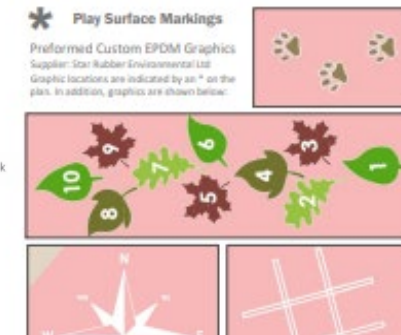 * Play Surface Markings
Preformed Custom EPDM Graphics
Supplier: Star Rubber Environmental Ltd
Graphic locations are indicated by an * on the
plan. In addition, graphics are shown below:
k
10 9 8 7 6 5 4 3 2 1
N